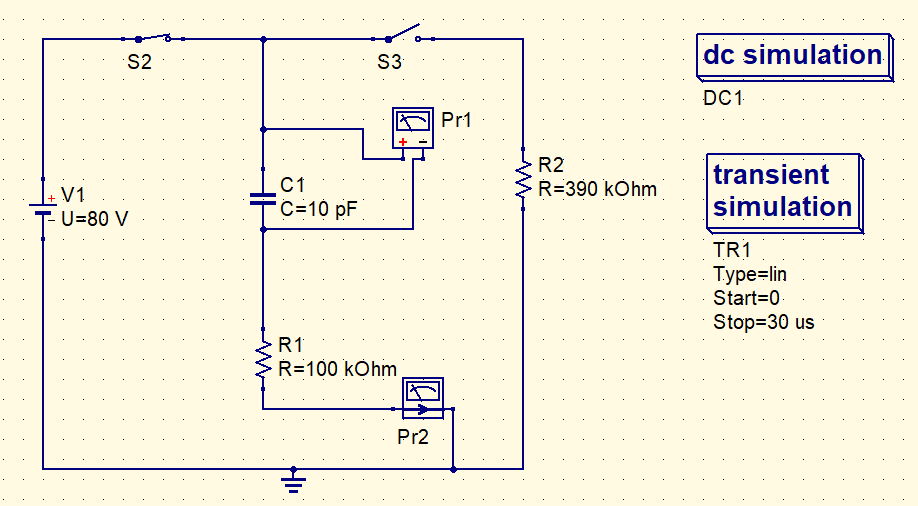 S2
S3
dc simulation
DC1
Pr1
+ −
V1
+
U=80 V
−
C1
C=10 pF
R2
R=390 kOhm
transient
simulation
TR1
Type=lin
Start=0
Stop=30 us
R1
R=100 kOhm
Pr2